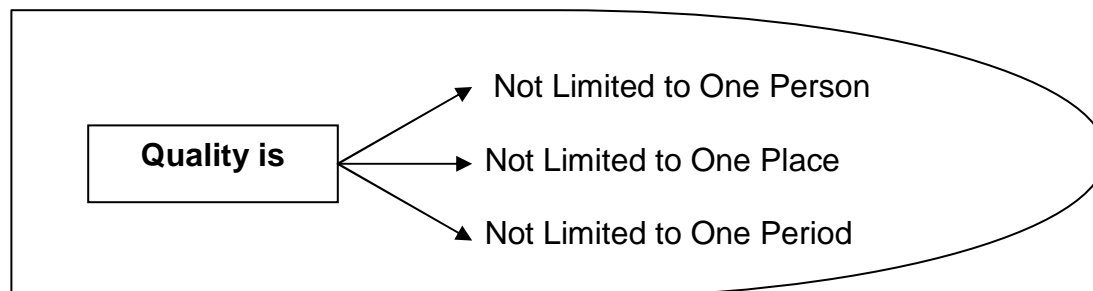 Not Limited to One Person
Quality is
Not Limited to One Place
Not Limited to One Period